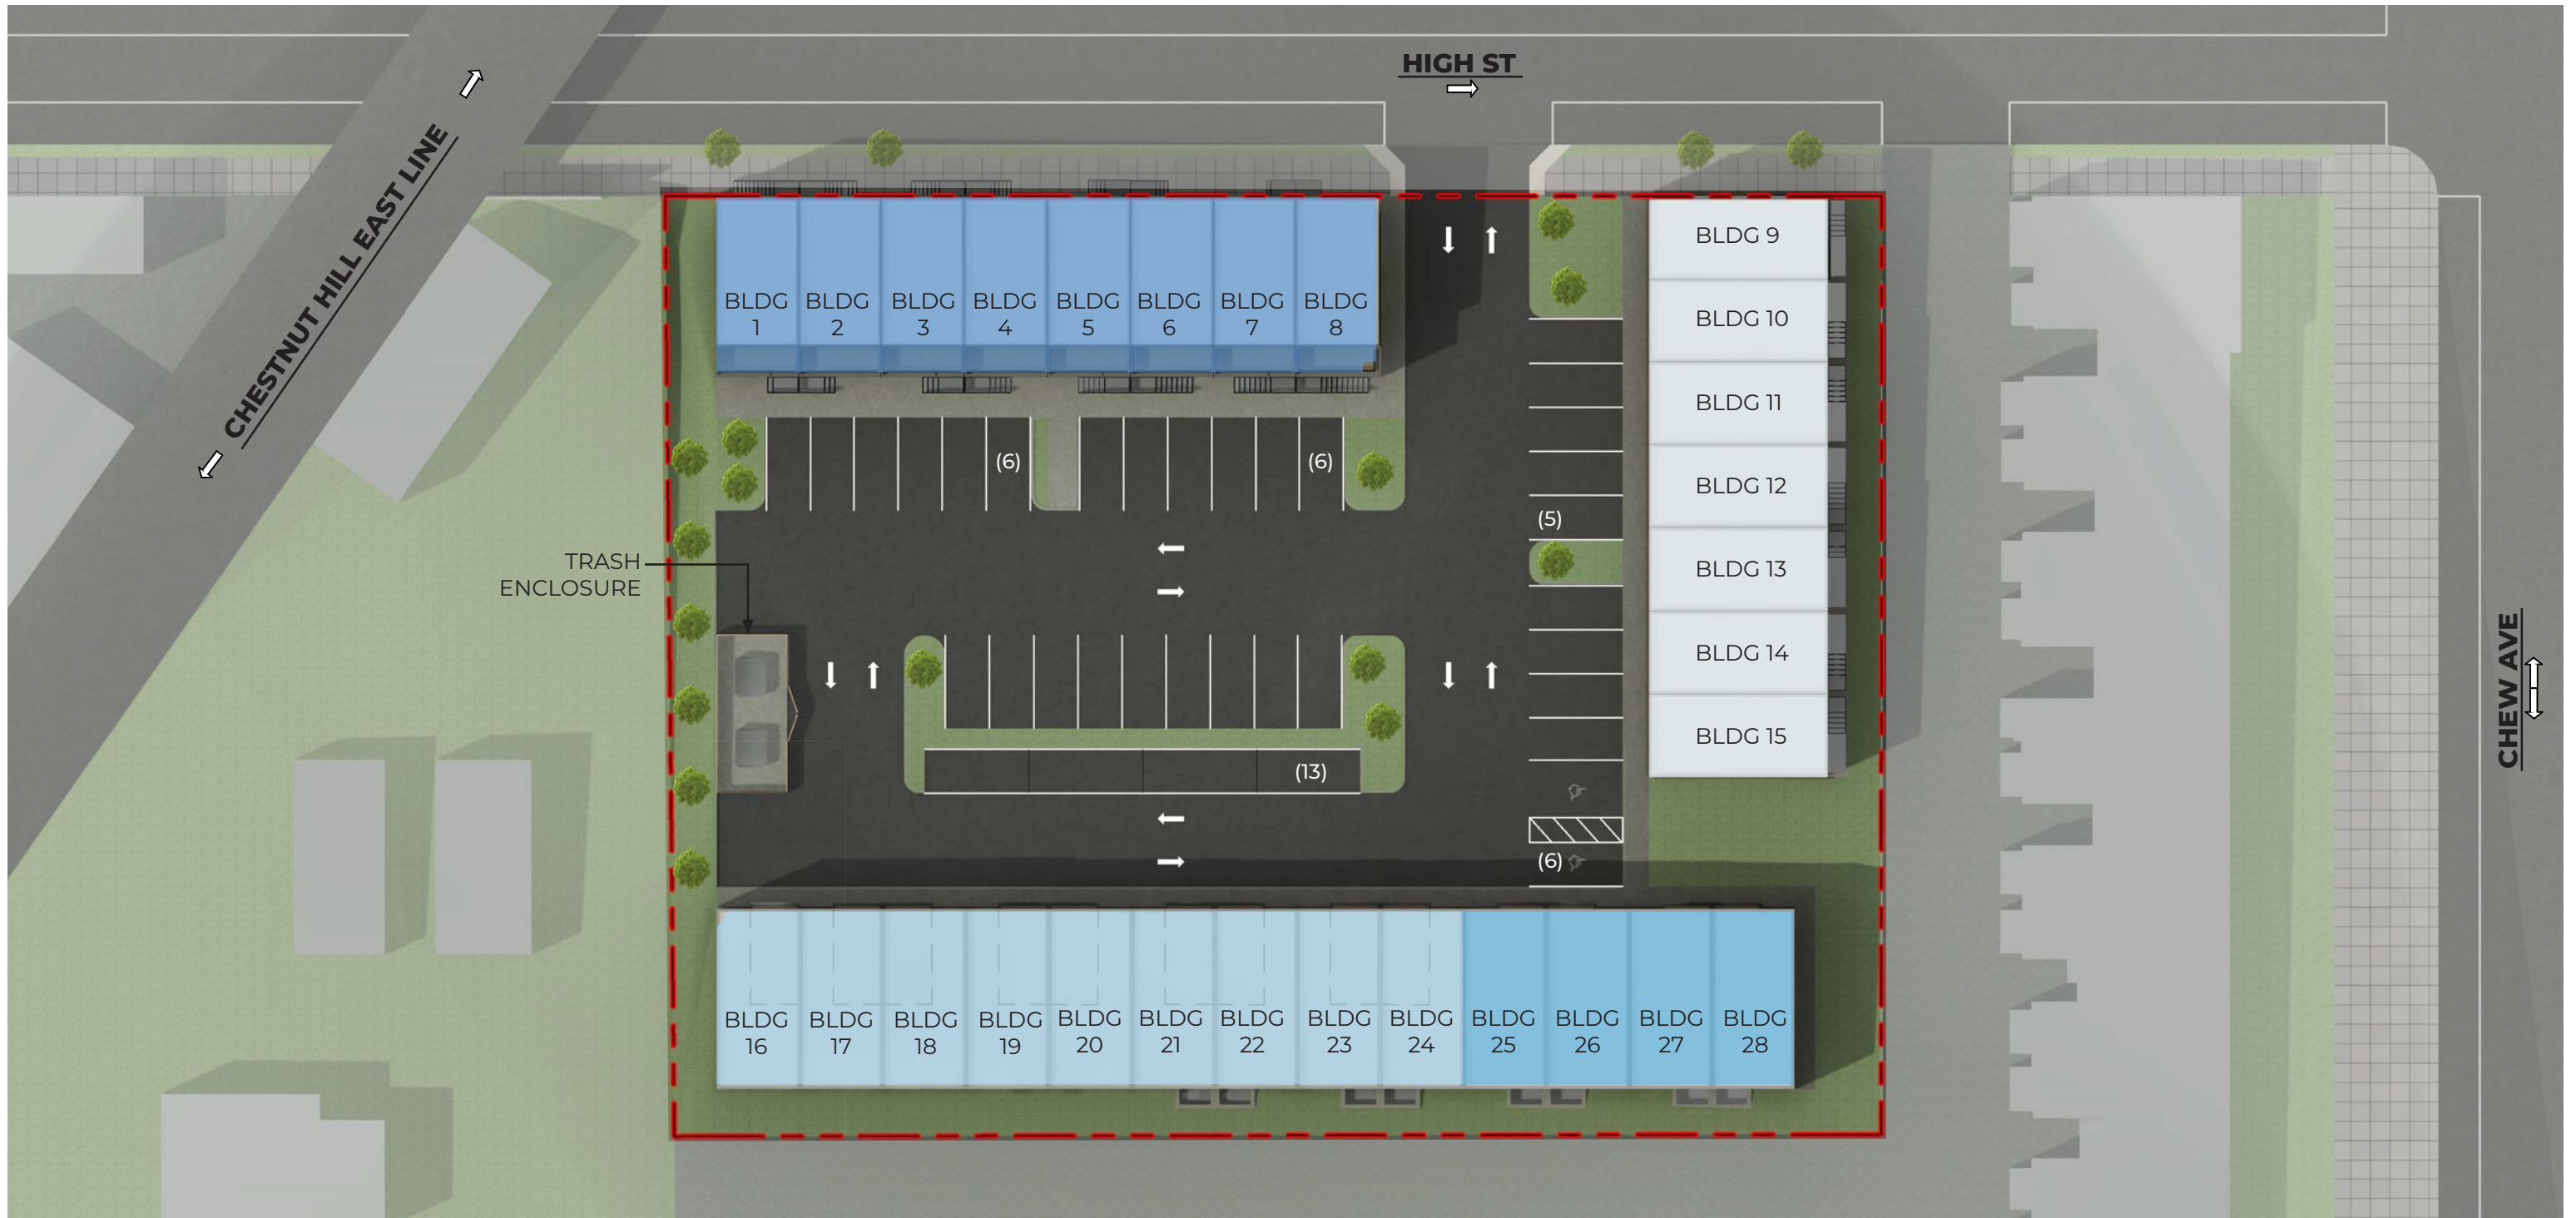 HIGH ST
CHESTNUT HILL EAST LINE
BLDG
1
BLDG
2
BLDG
3
BLDG
4
BLDG
5
BLDG
6
BLDG
7
BLDG
8
BLDG 9
BLDG 10
BLDG 11
BLDG 12
BLDG 13
BLDG 14
BLDG 15
(6)
(6)
(5)
TRASH
ENCLOSURE
(13)
(6)
CHEW AVE
BLDG
16
BLDG
17
BLDG
18
BLDG
19
BLDG
20
BLDG
21
BLDG
22
BLDG
23
BLDG
24
BLDG
25
BLDG
26
BLDG
27
BLDG
28